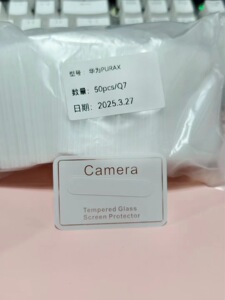 型号: 华为PURAX
数量: 50pcs/Q7
日期: 2025.3.27
Camera
Tempered Glass
Screen Protector